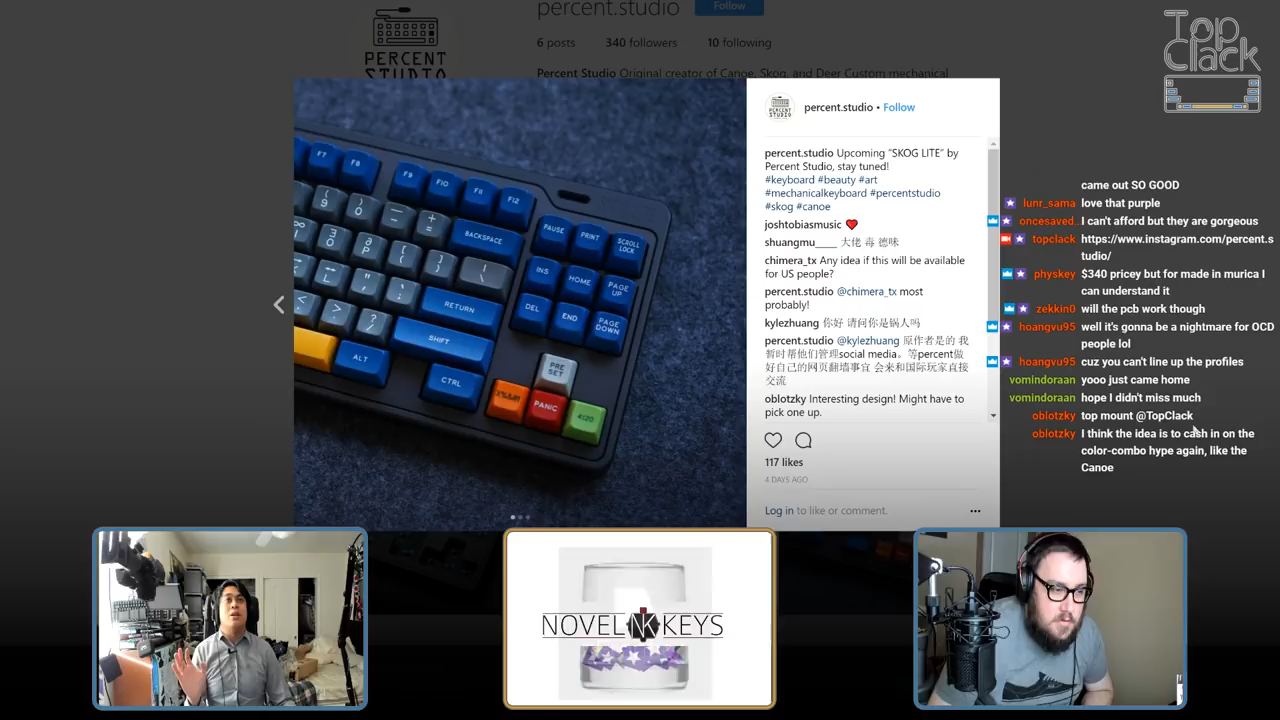 percent.studio
Follow
6 posts 340 followers 10 following
PERCENT
STUDIO
Percent Studio Original creator of Canoe, Skog, and Deer Custom mechanical
Top
Clack
percent.studio • Follow
percent.studio Upcoming "SKOG LITE" by
Percent Studio, stay tuned!
#keyboard #beauty #art
#mechanicalkeyboard #percentstudio
#skog #canoe
joshtobiasmusic ❤
shuangmu____ 大佬 毒 德味
chimera_tx Any idea if this will be available
for US people?
percent.studio @chimera_tx most
probably!
kylezhuang 你好 请问你是锅人吗
percent.studio @kylezhuang 原作者是的 我
暂时帮他们管理social media。等percent做
好自己的网页翻墙事宜 会来和国际玩家直接
交流
oblotzky Interesting design! Might have to
pick one up.
117 likes
4 DAYS AGO
Log in to like or comment.
came out SO GOOD
lunr_sama love that purple
oncesaved.. I can't afford but they are gorgeous
topclack https://www.instagram.com/percent.s
tudio/
physkey $340 pricey but for made in murica I
can understand it
zekkin0 will the pcb work though
hoangvu95 well it's gonna be a nightmare for OCD
people lol
hoangvu95 cuz you can't line up the profiles
vomindoraan yooo just came home
vomindoraan hope I didn't miss much
oblotzky top mount @TopClack
oblotzky I think the idea is to cash in on the
color-combo hype again, like the
Canoe
F7 F8 F9 F10 F11 F12
PAUSE PRINT SCROLL LOCK
BACKSPACE
INS HOME PAGE UP
RETURN
DEL END PAGE DOWN
SHIFT
ALT CTRL
PRE SET
PANIC 4:20
NOVEL NK KEYS